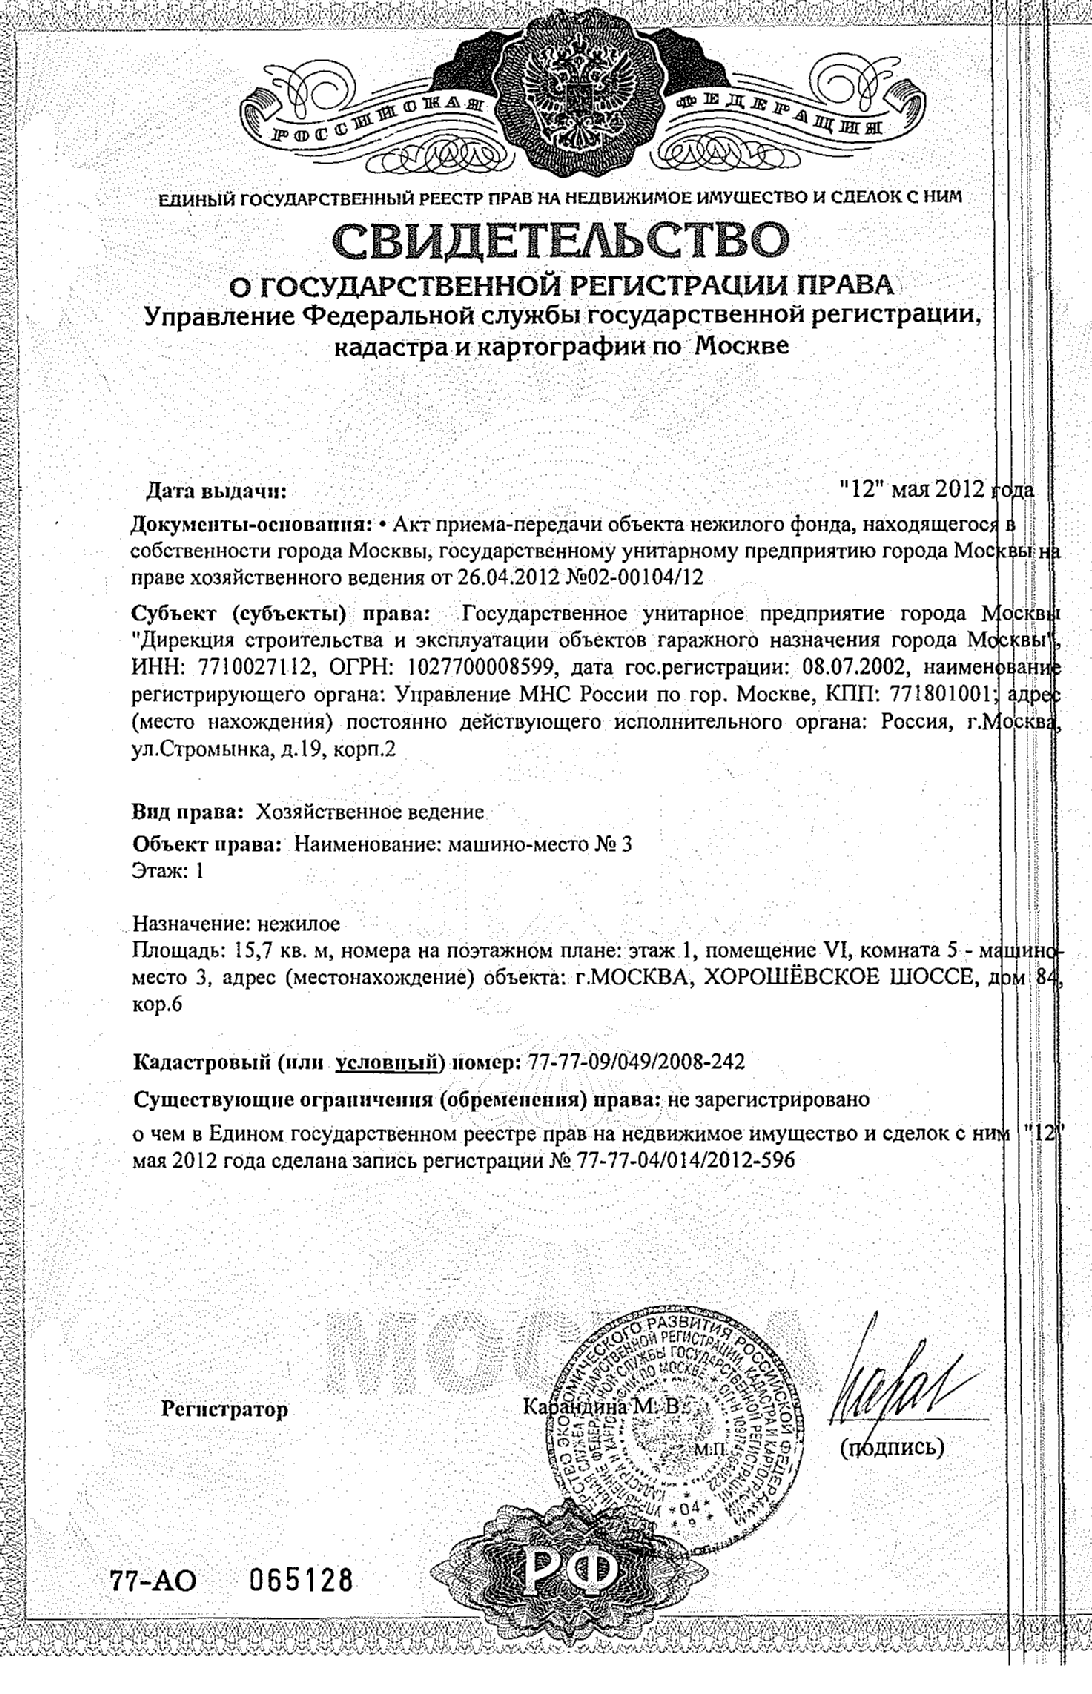 РОССИЙСКАЯ ФЕДЕРАЦИЯ
ЕДИНЫЙ ГОСУДАРСТВЕННЫЙ РЕЕСТР ПРАВ НА НЕДВИЖИМОЕ ИМУЩЕСТВО И СДЕЛОК С НИМ
СВИДЕТЕЛЬСТВО
О ГОСУДАРСТВЕННОЙ РЕГИСТРАЦИИ ПРАВА
Управление Федеральной службы государственной регистрации,
кадастра и картографии по Москве
Дата выдачи: "12" мая 2012 года
Документы-основания: • Акт приема-передачи объекта нежилого фонда, находящегося в
собственности города Москвы, государственному унитарному предприятию города Москвы на
праве хозяйственного ведения от 26.04.2012 №02-00104/12
Субъект (субъекты) права: Государственное унитарное предприятие города Москвы
"Дирекция строительства и эксплуатации объектов гаражного назначения города Москвы",
ИНН: 7710027112, ОГРН: 1027700008599, дата гос.регистрации: 08.07.2002, наименование
регистрирующего органа: Управление МНС России по гор. Москве, КПП: 771801001; адрес
(место нахождения) постоянно действующего исполнительного органа: Россия, г.Москва,
ул.Стромынка, д.19, корп.2
Вид права: Хозяйственное ведение
Объект права: Наименование: машино-место № 3
Этаж: 1
Назначение: нежилое
Площадь: 15,7 кв. м, номера на поэтажном плане: этаж 1, помещение VI, комната 5 - машино-
место 3, адрес (местонахождение) объекта: г.МОСКВА, ХОРОШЁВСКОЕ ШОССЕ, дом 84,
кор.6
Кадастровый (или условный) номер: 77-77-09/049/2008-242
Существующие ограничения (обременения) права: не зарегистрировано
о чем в Едином государственном реестре прав на недвижимое имущество и сделок с ним "12"
мая 2012 года сделана запись регистрации № 77-77-04/014/2012-596
МОСКВА
Регистратор Карандина М. В.
М.П. (подпись)
77-АО 065128
РФ